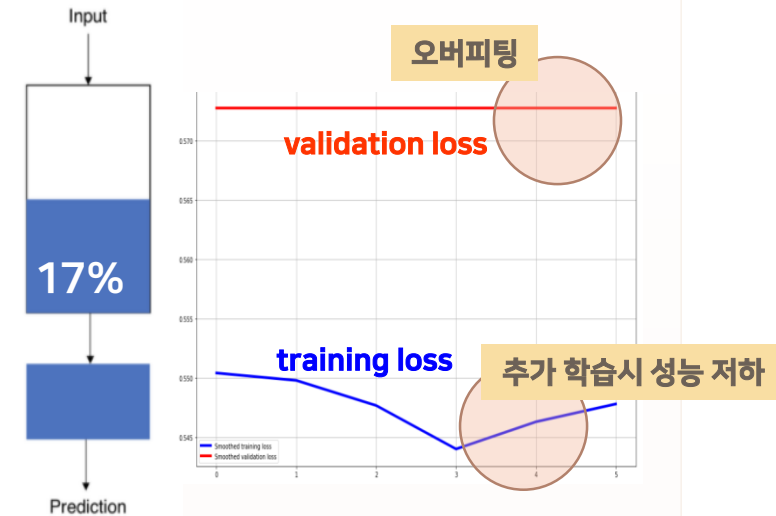 Input
오버피팅
validation loss
0.570
0.565
0.560
0.555
0.550
0.545
17%
training loss
추가 학습시 성능 저하
Smoothed training loss
Smoothed validation loss
0
1
2
3
4
5
Prediction